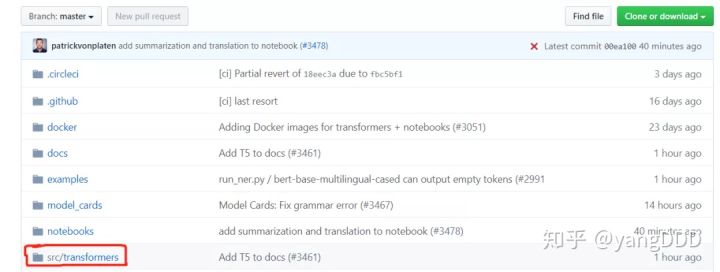 Branch: master
New pull request
Find file
Clone or download
patrickvonplaten add summarization and translation to notebook (#3478)
Latest commit 00ea100 40 minutes ago
.circleci [ci] Partial revert of 18eec3a due to fbc5bf1 3 days ago
.github [ci] last resort 16 days ago
docker Adding Docker images for transformers + notebooks (#3051) 23 days ago
docs Add T5 to docs (#3461) 1 hour ago
examples run_ner.py / bert-base-multilingual-cased can output empty tokens (#2991 1 hour ago
model_cards Model Cards: Fix grammar error (#3467) 14 hours ago
notebooks add summarization and translation to notebook (#3478) 40 minutes ago
src/transformers Add T5 to docs (#3461) 1 hour ago
知乎 @yangDDD